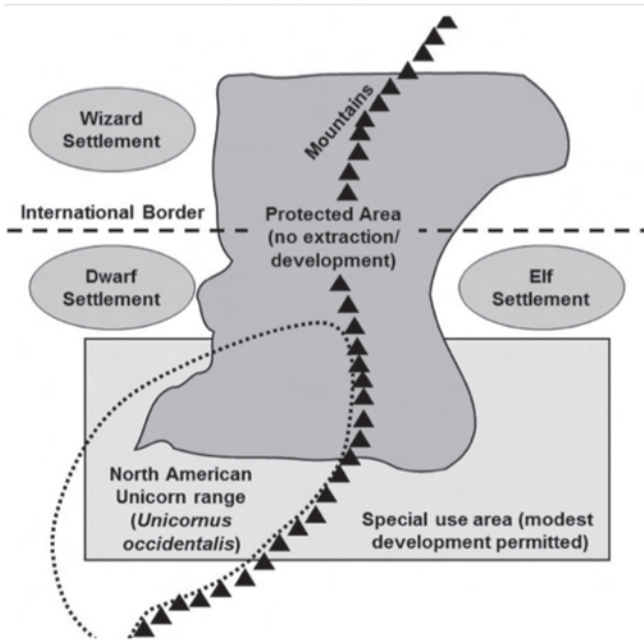 Mountains
Wizard
Settlement
International Border
Protected Area
(no extraction/
development)
Dwarf
Settlement
Elf
Settlement
North American
Unicorn range
(Unicornus
occidentalis)
Special use area (modest
development permitted)